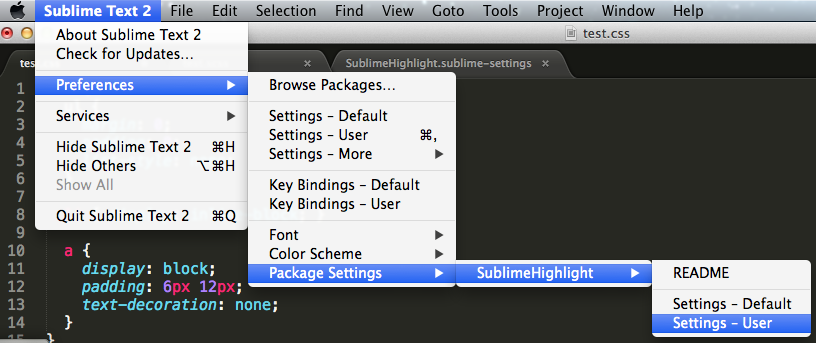 Sublime Text 2 File Edit Selection Find View Goto Tools Project Window Help
test.css
About Sublime Text 2
Check for Updates...
Preferences
Services
Hide Sublime Text 2 ⌘H
Hide Others ⌥⌘H
Show All
Quit Sublime Text 2 ⌘Q
SublimeHighlight.sublime-settings ×
Browse Packages...
Settings – Default
Settings – User ⌘,
Settings – More
Key Bindings – Default
Key Bindings – User
Font
Color Scheme
Package Settings
SublimeHighlight
README
Settings – Default
Settings – User
1
2
3
4
5
6
7
8
9
10 a {
11 display: block;
12 padding: 6px 12px;
13 text-decoration: none;
14 }
15 }